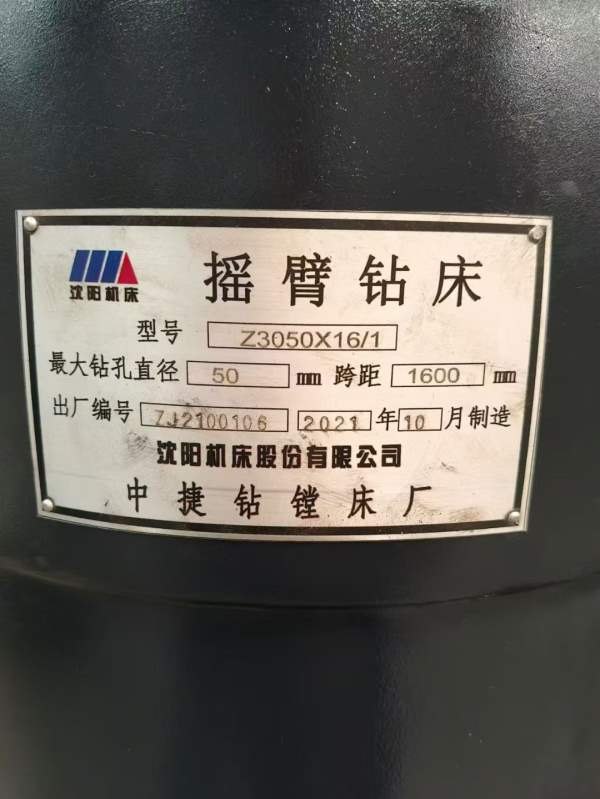 沈阳机床
摇臂钻床
型号 Z3050X16/1
最大钻孔直径 50 mm 跨距 1600 mm
出厂编号 ZJ2100106 2021 年 10 月制造
沈阳机床股份有限公司
中捷钻镗床厂